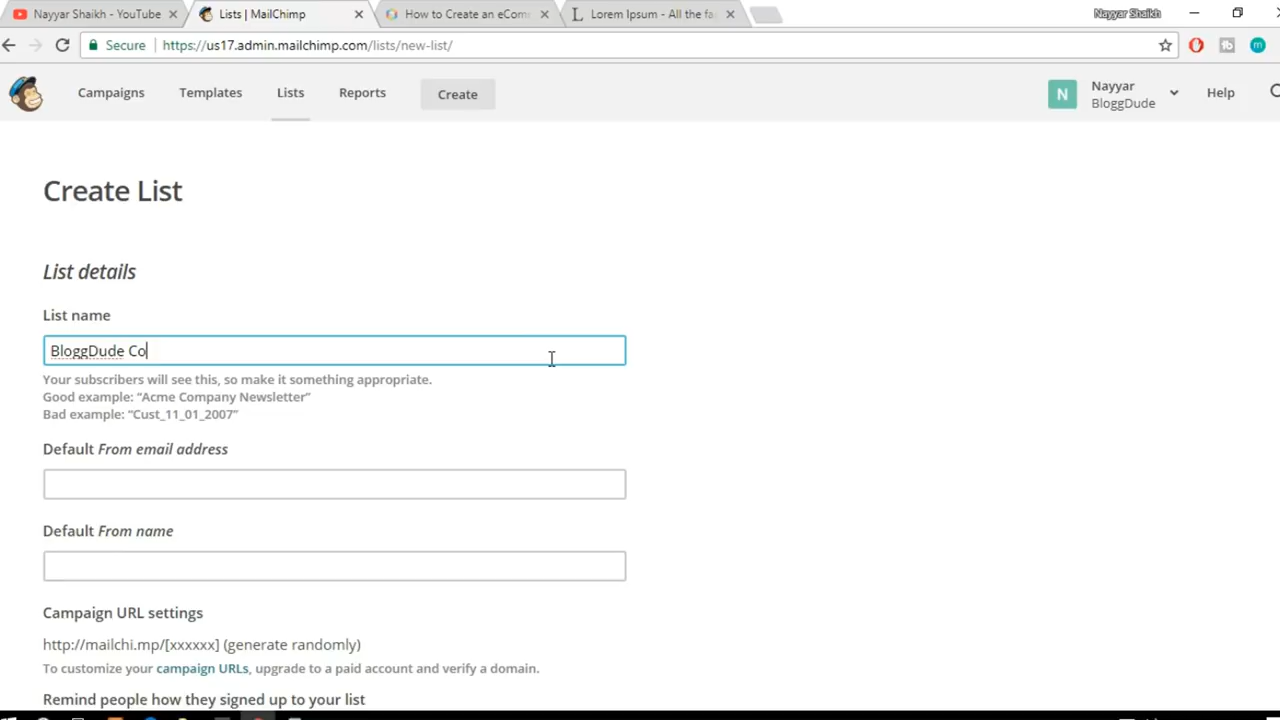 Nayyar Shaikh - YouTube
Lists | MailChimp
How to Create an eCom
Lorem Ipsum - All the fa
Nayyar Shaikh
Secure
https://us17.admin.mailchimp.com/lists/new-list/
m
Campaigns
Templates
Lists
Reports
Create
N
Nayyar
BloggDude
Help
Create List
List details
List name
BloggDude Co
Your subscribers will see this, so make it something appropriate.
Good example: “Acme Company Newsletter”
Bad example: “Cust_11_01_2007”
Default From email address
Default From name
Campaign URL settings
http://mailchi.mp/[xxxxxx] (generate randomly)
To customize your campaign URLs, upgrade to a paid account and verify a domain.
Remind people how they signed up to your list